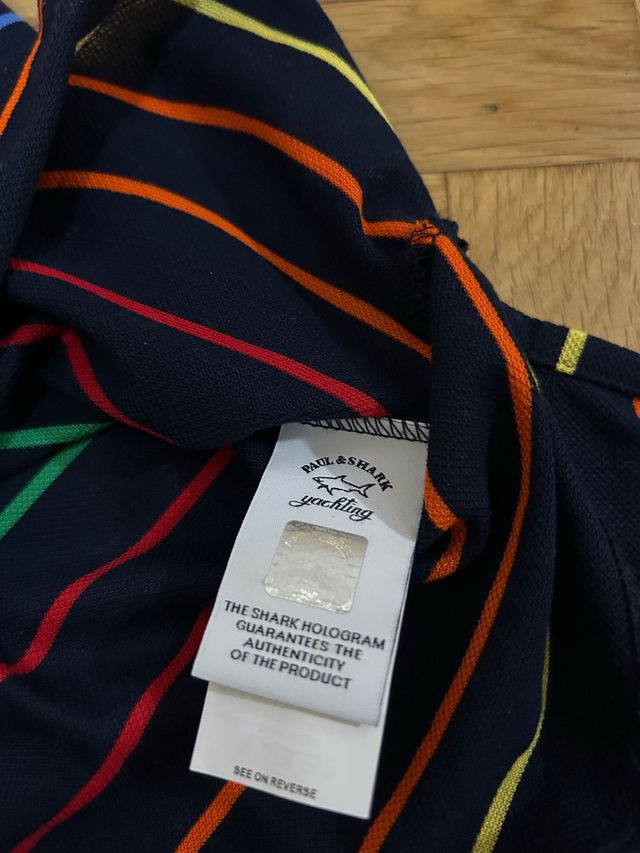 PAUL & SHARK
yachting
THE SHARK HOLOGRAM
GUARANTEES THE
AUTHENTICITY
OF THE PRODUCT
SEE ON REVERSE